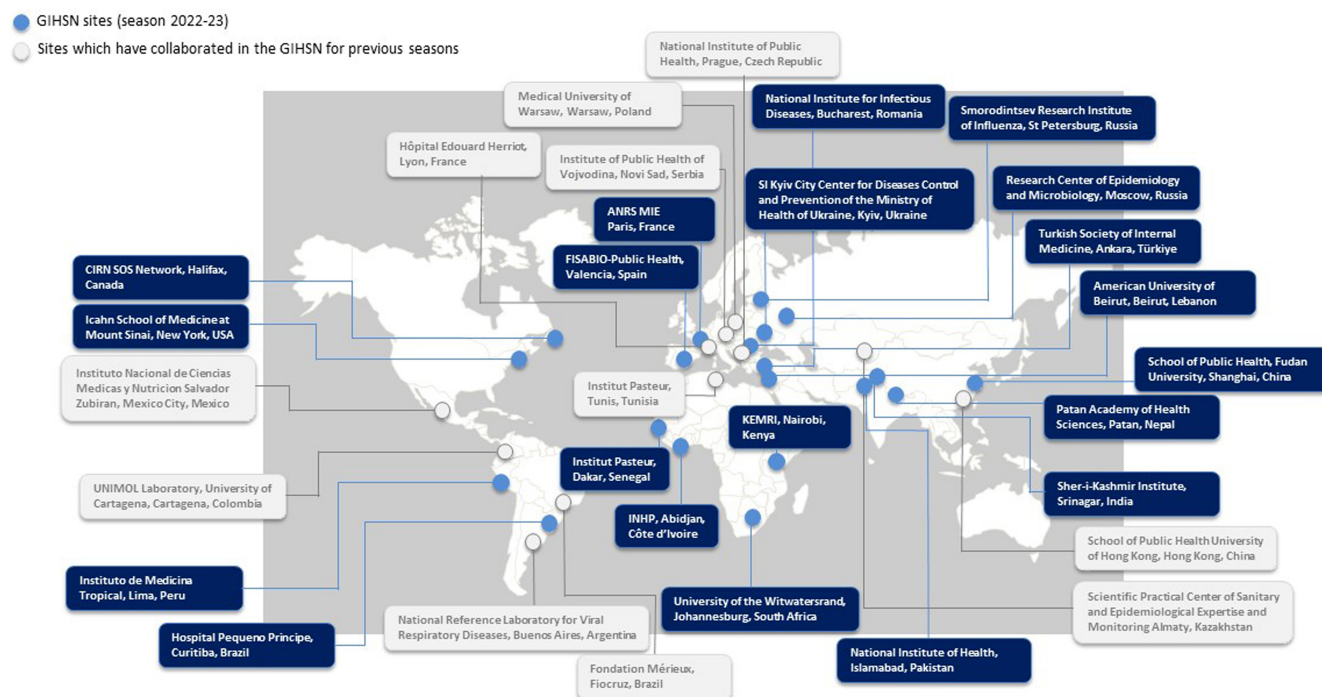 GIHSN sites (season 2022-23)
Sites which have collaborated in the GIHSN for previous seasons
National Institute of Public
Health, Prague, Czech Republic
Medical University of
Warsaw, Warsaw, Poland
National Institute for Infectious
Diseases, Bucharest, Romania
Smorodintsev Research Institute
of Influenza, St Petersburg, Russia
Hôpital Edouard Herriot,
Lyon, France
Institute of Public Health of
Vojvodina, Novi Sad, Serbia
SI Kyiv City Center for Diseases Control
and Prevention of the Ministry of
Health of Ukraine, Kyiv, Ukraine
Research Center of Epidemiology
and Microbiology, Moscow, Russia
ANRS MIE
Paris, France
Turkish Society of Internal
Medicine, Ankara, Türkiye
FISABIO-Public Health,
Valencia, Spain
CIRN SOS Network, Halifax,
Canada
American University of
Beirut, Beirut, Lebanon
Icahn School of Medicine at
Mount Sinai, New York, USA
School of Public Health, Fudan
University, Shanghai, China
Instituto Nacional de Ciencias
Medicas y Nutricion Salvador
Zubiran, Mexico City, Mexico
Institut Pasteur,
Tunis, Tunisia
Patan Academy of Health
Sciences, Patan, Nepal
KEMRI, Nairobi,
Kenya
Institut Pasteur,
Dakar, Senegal
UNIMOL Laboratory, University of
Cartagena, Cartagena, Colombia
Sher-i-Kashmir Institute,
Srinagar, India
INHP, Abidjan,
Côte d'Ivoire
School of Public Health University
of Hong Kong, Hong Kong, China
Instituto de Medicina
Tropical, Lima, Peru
University of the Witwatersrand,
Johannesburg, South Africa
Scientific Practical Center of Sanitary
and Epidemiological Expertise and
Monitoring Almaty, Kazakhstan
National Reference Laboratory for Viral
Respiratory Diseases, Buenos Aires, Argentina
Hospital Pequeno Principe,
Curitiba, Brazil
National Institute of Health,
Islamabad, Pakistan
Fondation Mérieux,
Fiocruz, Brazil